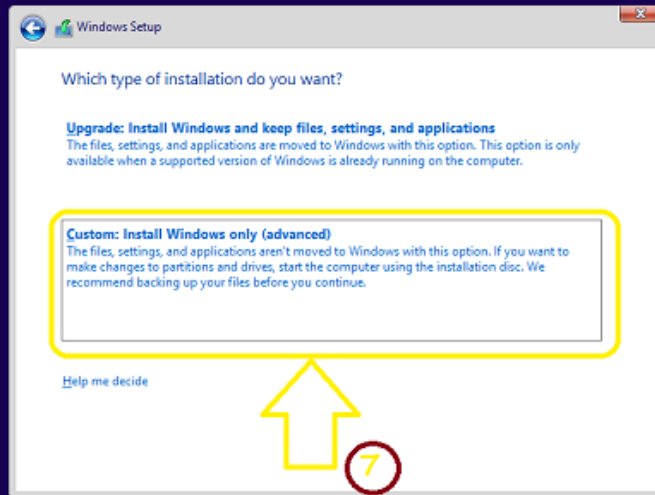 Windows Setup
Which type of installation do you want?
Upgrade: Install Windows and keep files, settings, and applications
The files, settings, and applications are moved to Windows with this option. This option is only
available when a supported version of Windows is already running on the computer.
Custom: Install Windows only (advanced)
The files, settings, and applications aren't moved to Windows with this option. If you want to
make changes to partitions and drives, start the computer using the installation disc. We
recommend backing up your files before you continue.
Help me decide
7